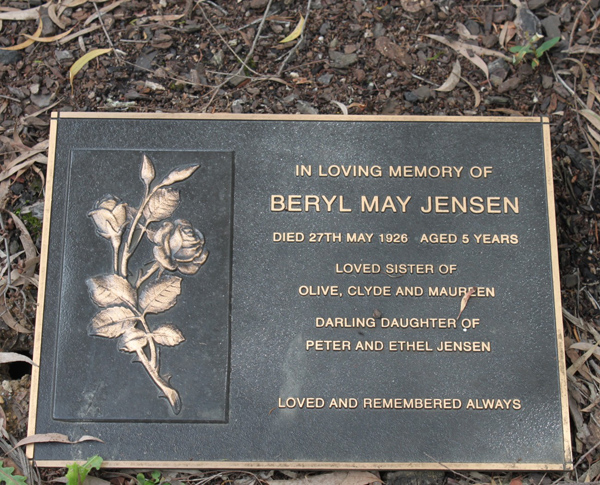 IN LOVING MEMORY OF
BERYL MAY JENSEN
DIED 27TH MAY 1926 AGED 5 YEARS
LOVED SISTER OF
OLIVE, CLYDE AND MAUREEN
DARLING DAUGHTER OF
PETER AND ETHEL JENSEN
LOVED AND REMEMBERED ALWAYS